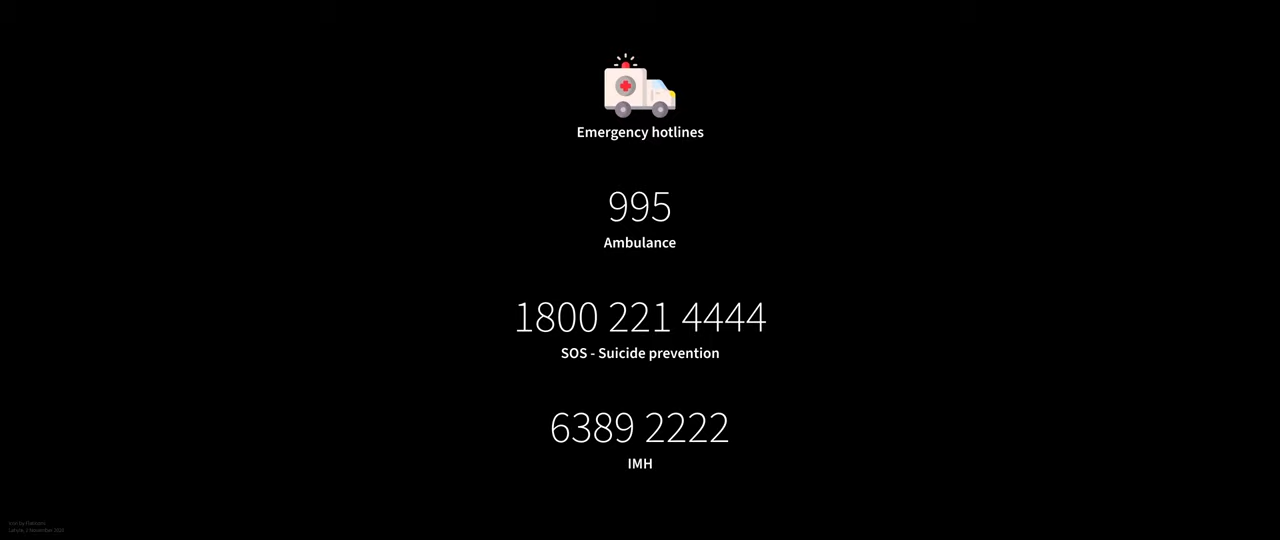 Emergency hotlines
995
Ambulance
1800 221 4444
SOS - Suicide prevention
6389 2222
IMH